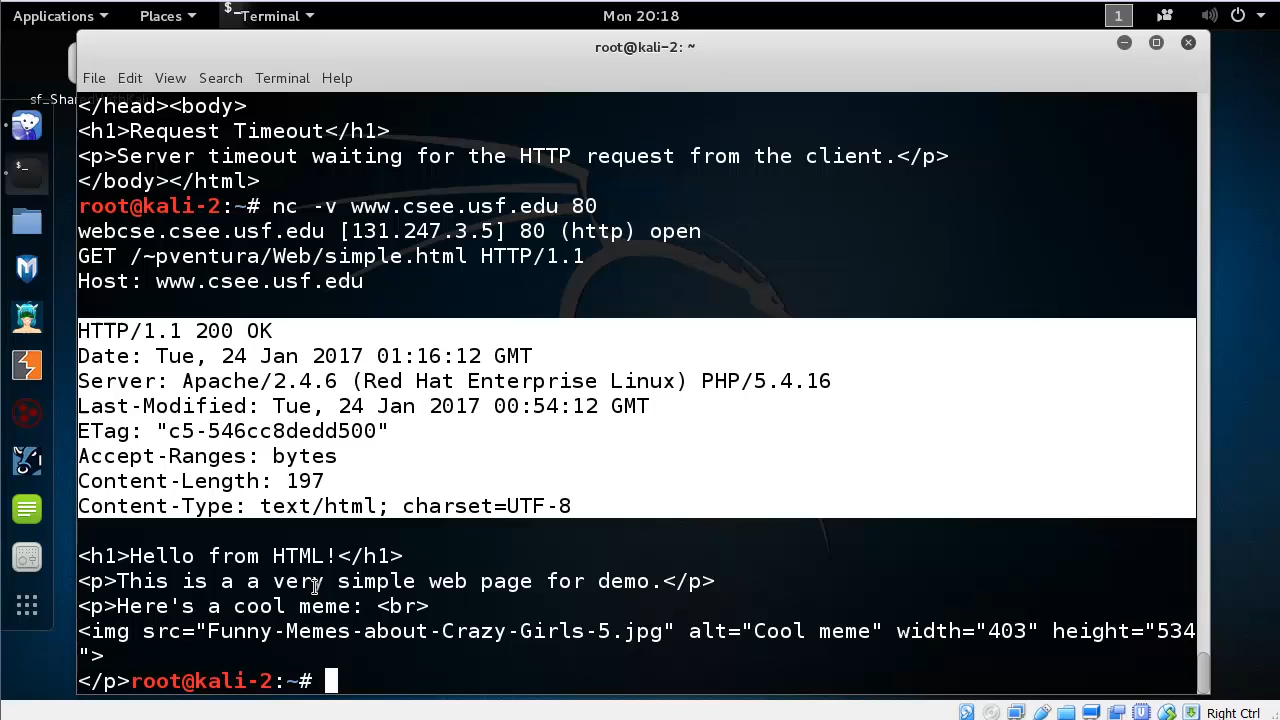 Applications Places Terminal Mon 20:18 1
root@kali-2: ~
File Edit View Search Terminal Help
</head><body>
<h1>Request Timeout</h1>
<p>Server timeout waiting for the HTTP request from the client.</p>
</body></html>
root@kali-2:~# nc -v www.csee.usf.edu 80
webcse.csee.usf.edu [131.247.3.5] 80 (http) open
GET /~pventura/Web/simple.html HTTP/1.1
Host: www.csee.usf.edu
HTTP/1.1 200 OK
Date: Tue, 24 Jan 2017 01:16:12 GMT
Server: Apache/2.4.6 (Red Hat Enterprise Linux) PHP/5.4.16
Last-Modified: Tue, 24 Jan 2017 00:54:12 GMT
ETag: "c5-546cc8dedd500"
Accept-Ranges: bytes
Content-Length: 197
Content-Type: text/html; charset=UTF-8
<h1>Hello from HTML!</h1>
<p>This is a a very simple web page for demo.</p>
<p>Here's a cool meme: <br>
<img src="Funny-Memes-about-Crazy-Girls-5.jpg" alt="Cool meme" width="403" height="534
">
</p>root@kali-2:~#
Right Ctrl